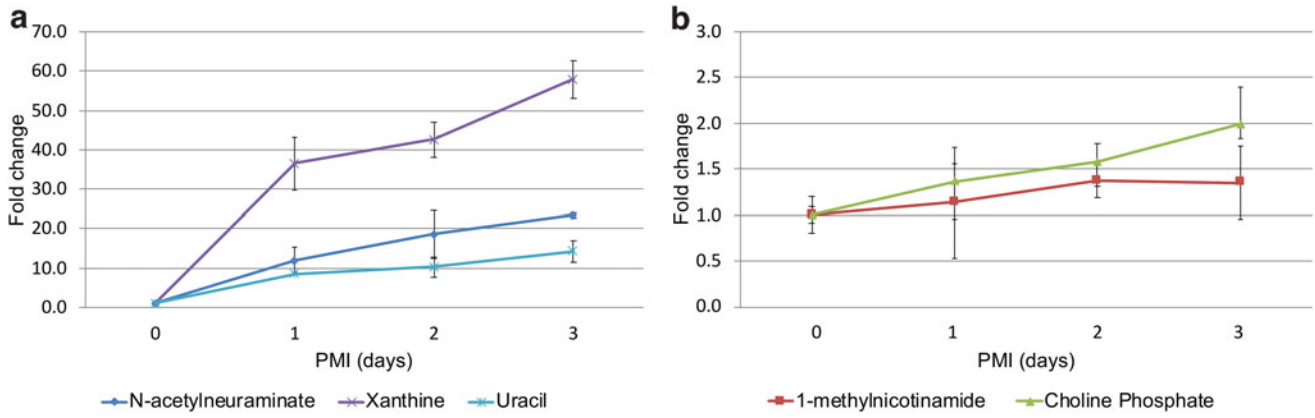 a
70.0
60.0
50.0
40.0
30.0
20.0
10.0
0.0
Fold change
0 1 2 3
PMI (days)
N-acetylneuraminate Xanthine Uracil
b
3.0
2.5
2.0
1.5
1.0
0.5
0.0
Fold change
0 1 2 3
PMI (days)
1-methylnicotinamide Choline Phosphate